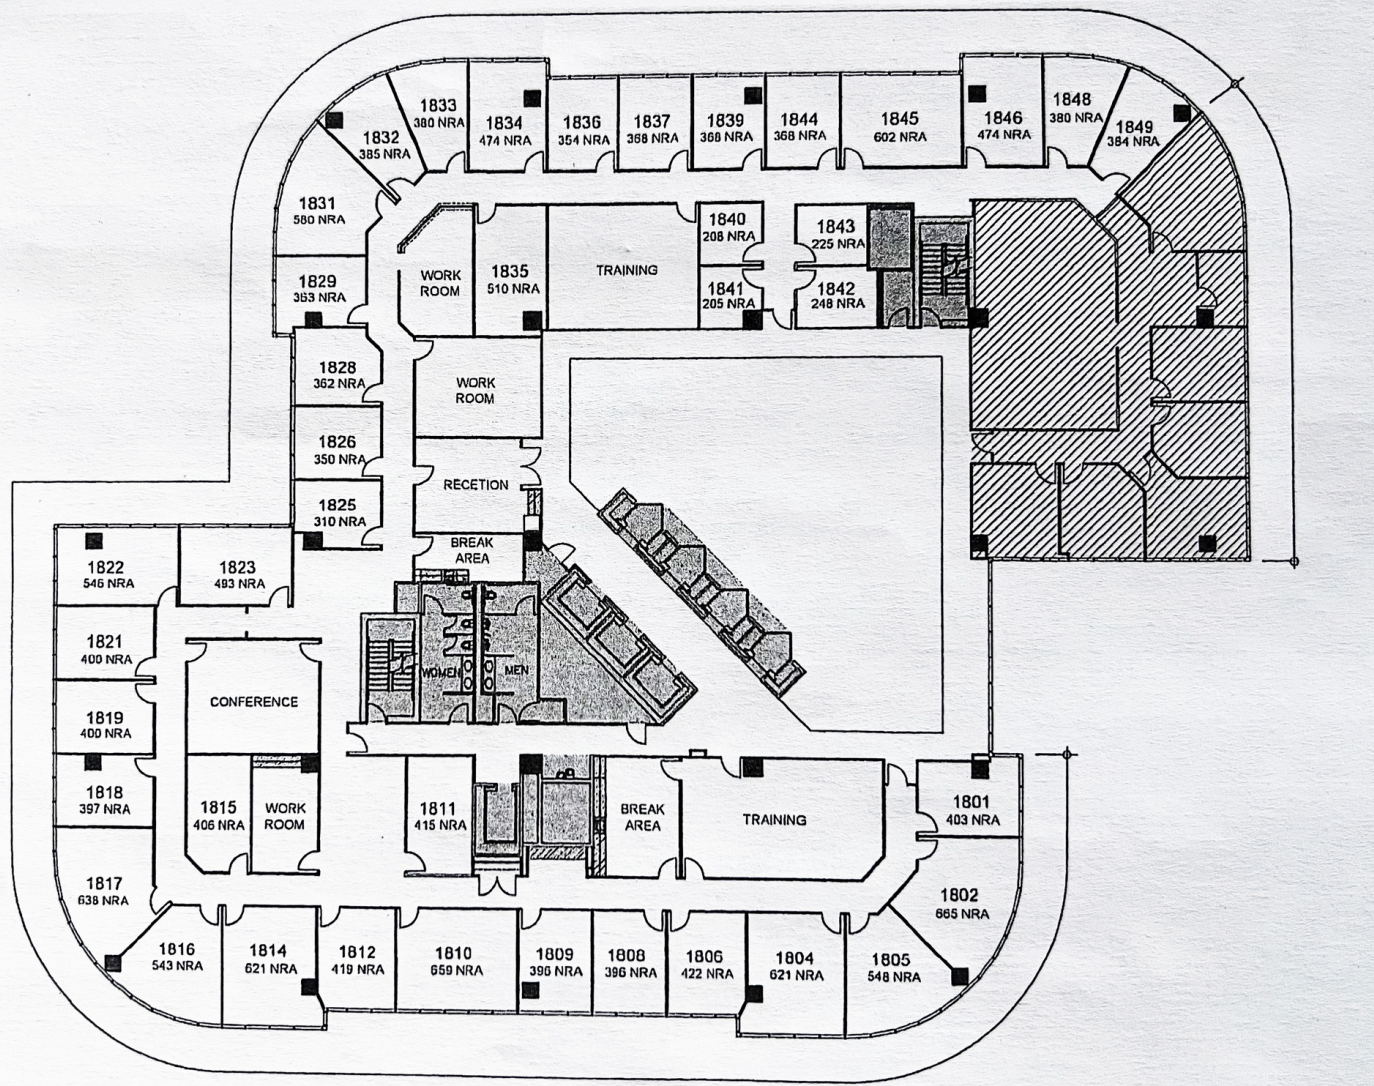 1833
380 NRA
1834
474 NRA
1836
354 NRA
1837
368 NRA
1839
368 NRA
1844
368 NRA
1845
602 NRA
1846
474 NRA
1848
380 NRA
1849
384 NRA
1832
385 NRA
1831
580 NRA
1829
363 NRA
WORK
ROOM
1835
510 NRA
TRAINING
1840
208 NRA
1843
225 NRA
1841
205 NRA
1842
248 NRA
1828
362 NRA
WORK
ROOM
1826
350 NRA
RECETION
1825
310 NRA
BREAK
AREA
1822
546 NRA
1823
493 NRA
1821
400 NRA
WOMEN
MEN
CONFERENCE
1819
400 NRA
1818
397 NRA
1815
406 NRA
WORK
ROOM
1811
415 NRA
BREAK
AREA
TRAINING
1801
403 NRA
1817
638 NRA
1802
665 NRA
1816
543 NRA
1814
621 NRA
1812
419 NRA
1810
659 NRA
1809
396 NRA
1808
396 NRA
1806
422 NRA
1804
621 NRA
1805
548 NRA